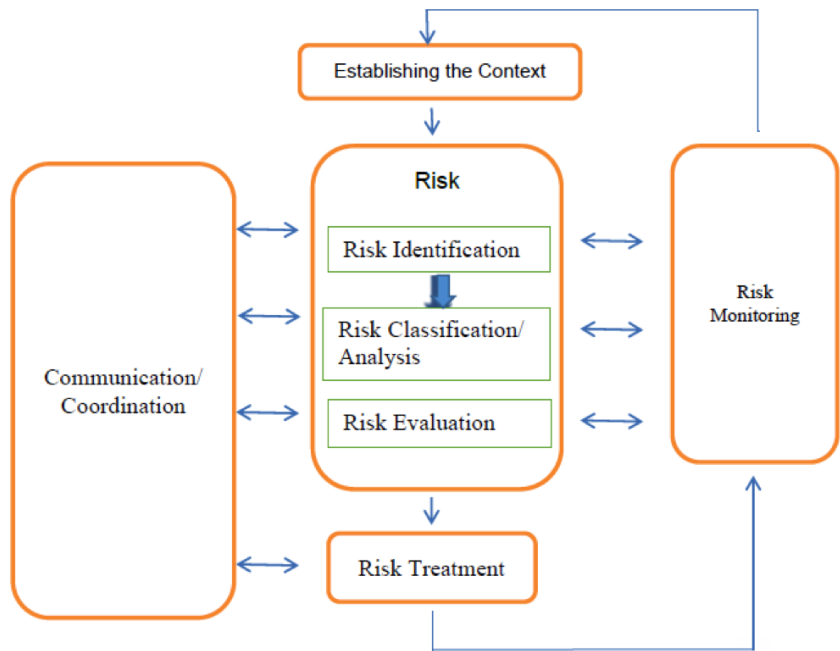 Establishing the Context
Risk
Risk Identification
Risk Classification/
Analysis
Risk Evaluation
Communication/
Coordination
Risk
Monitoring
Risk Treatment